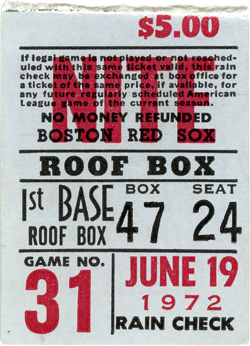 $5.00
NITE
If legal game is not played or not resched-
uled with this same ticket valid, this rain
check may be exchanged at box office for
a ticket of the same price, if available, for
any future regularly scheduled American
League game of the current season.
NO MONEY REFUNDED
BOSTON RED SOX
ROOF BOX
1st BASE
ROOF BOX
BOX
47
SEAT
24
GAME NO.
31
JUNE 19
1972
RAIN CHECK